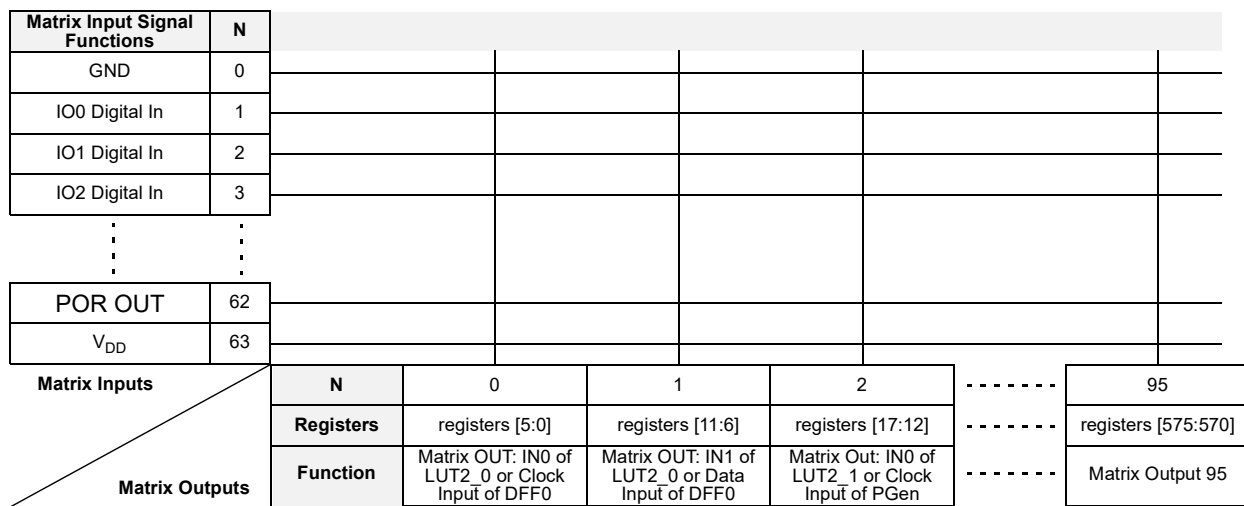 Matrix Input Signal
Functions
N
GND 0
IO0 Digital In 1
IO1 Digital In 2
IO2 Digital In 3
POR OUT 62
VDD 63
Matrix Inputs
Matrix Outputs
N 0 1 2 95
Registers registers [5:0] registers [11:6] registers [17:12] registers [575:570]
Function
Matrix OUT: IN0 of
LUT2_0 or Clock
Input of DFF0
Matrix OUT: IN1 of
LUT2_0 or Data
Input of DFF0
Matrix Out: IN0 of
LUT2_1 or Clock
Input of PGen
Matrix Output 95